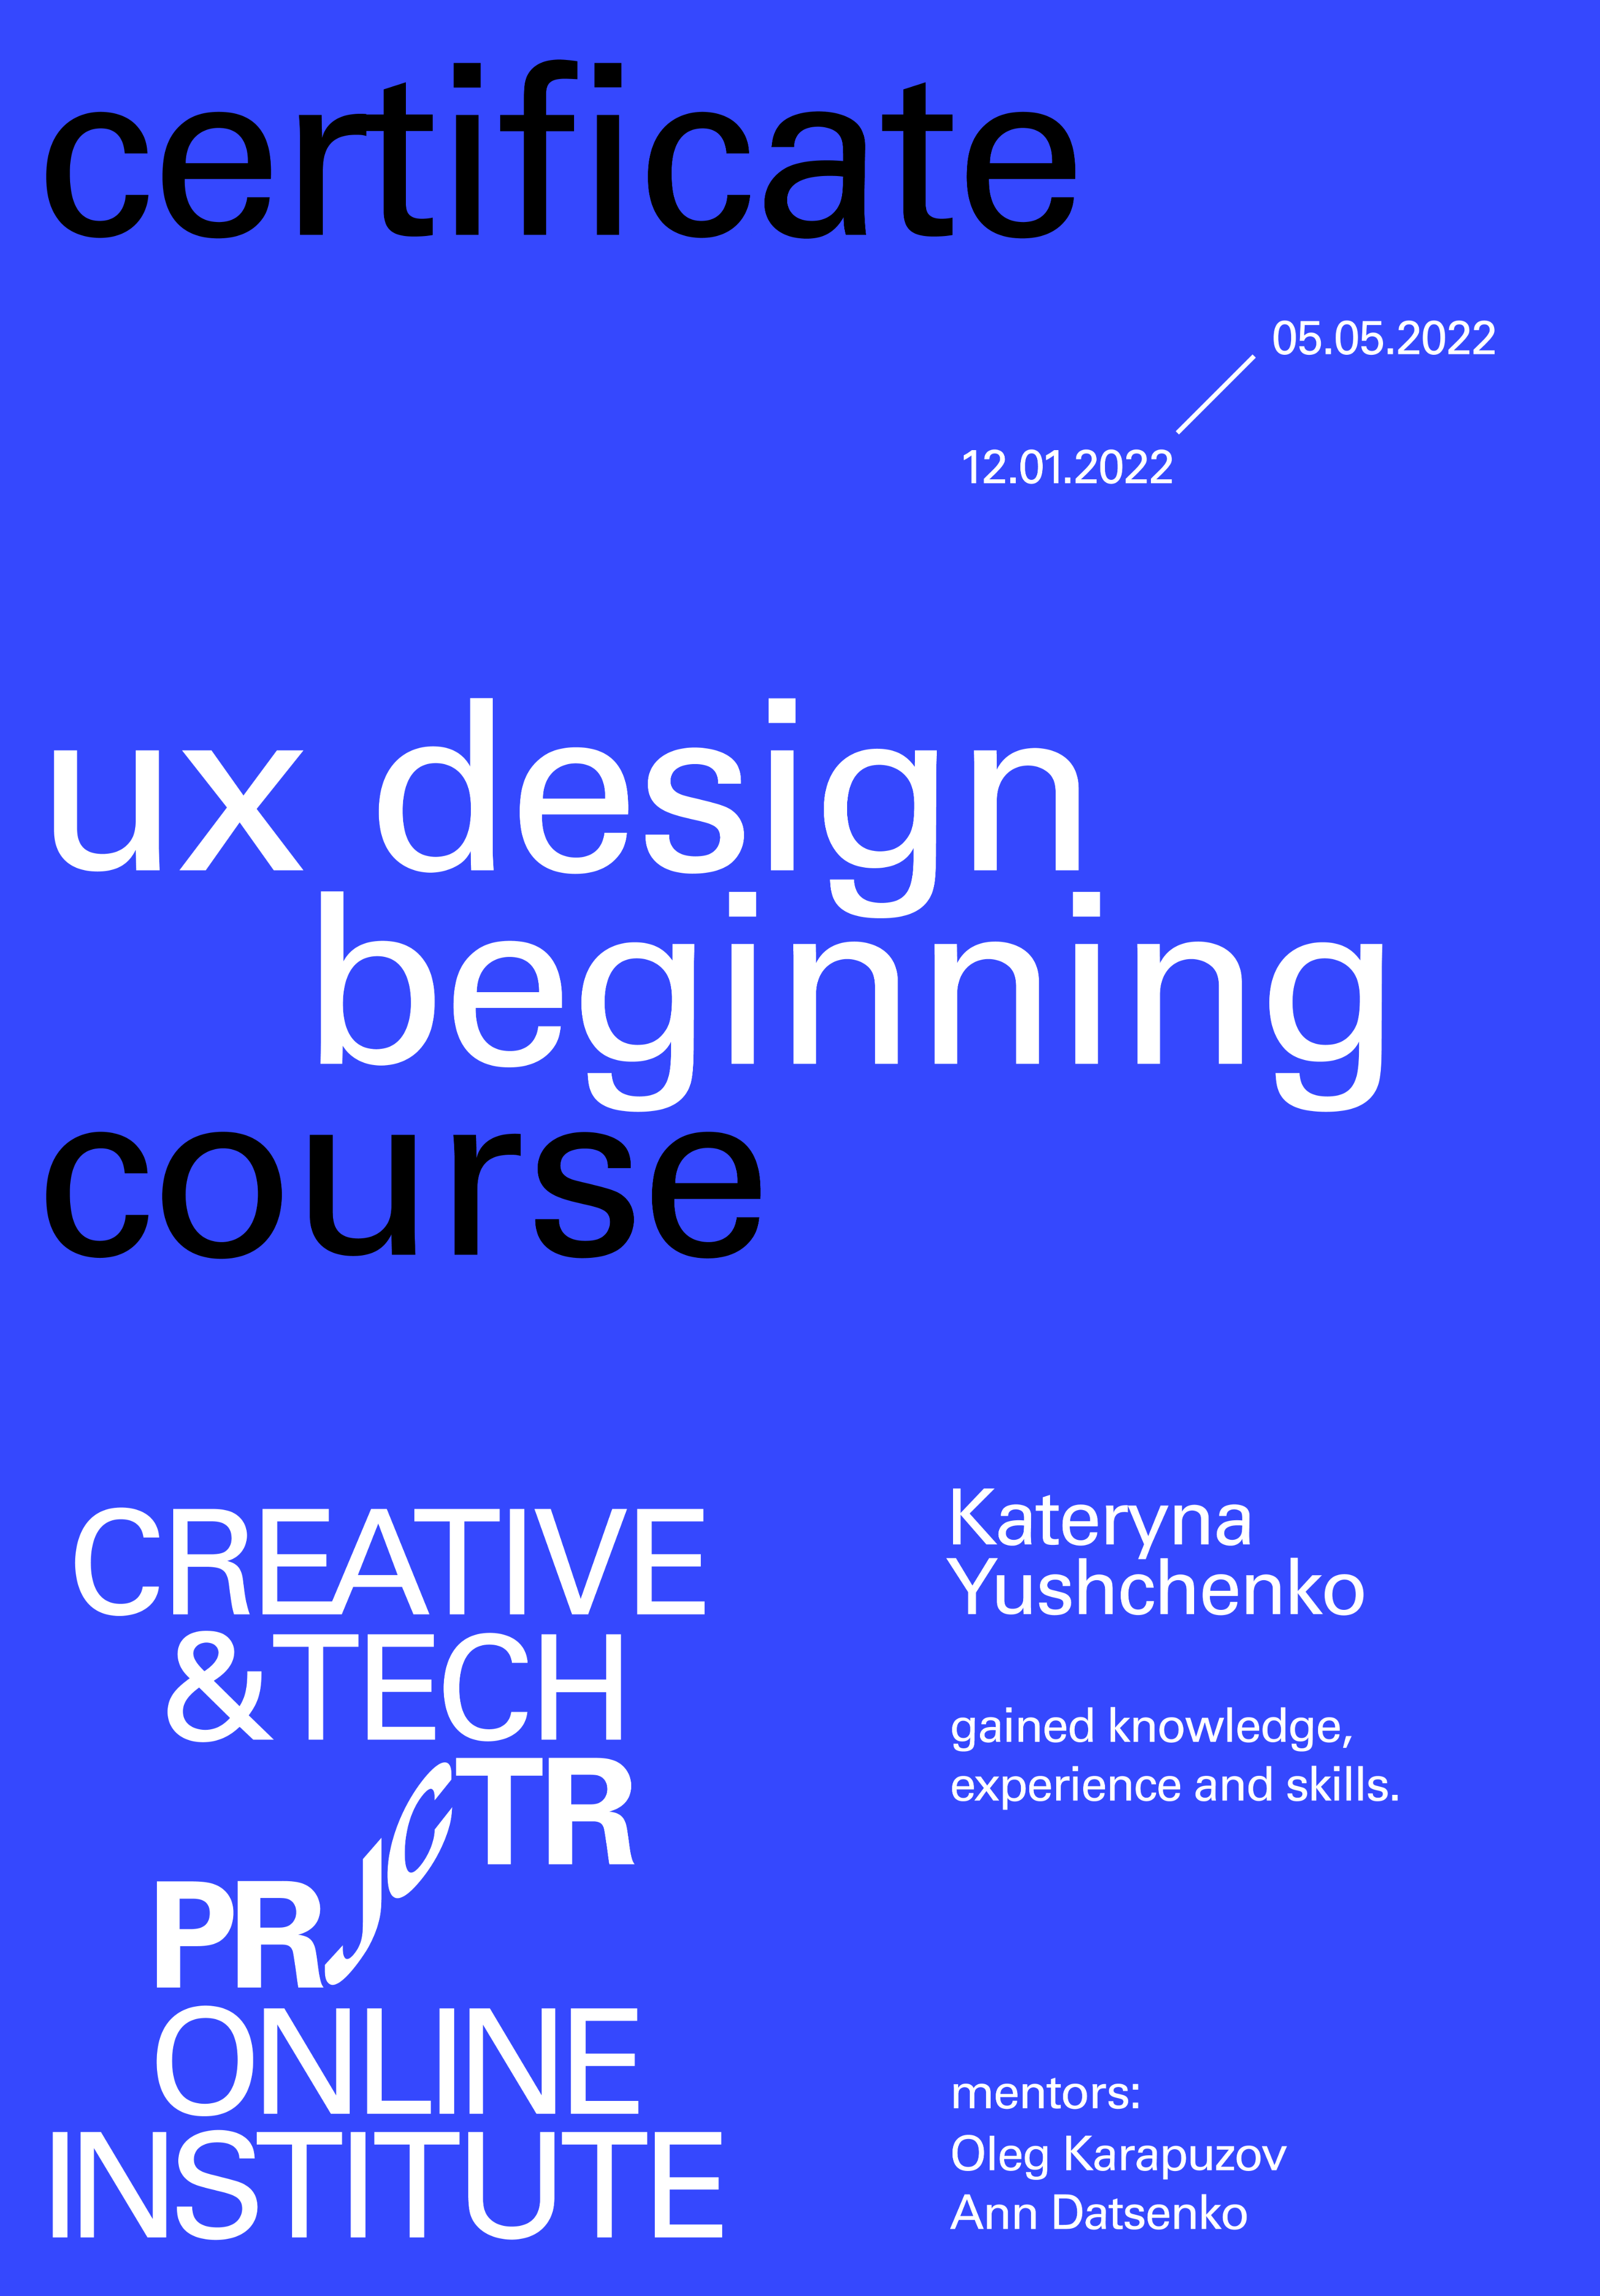 certificate
05.05.2022
12.01.2022
ux design
beginning
course
CREATIVE
&TECH
PRJCTR
ONLINE
INSTITUTE
Kateryna
Yushchenko
gained knowledge,
experience and skills.
mentors:
Oleg Karapuzov
Ann Datsenko